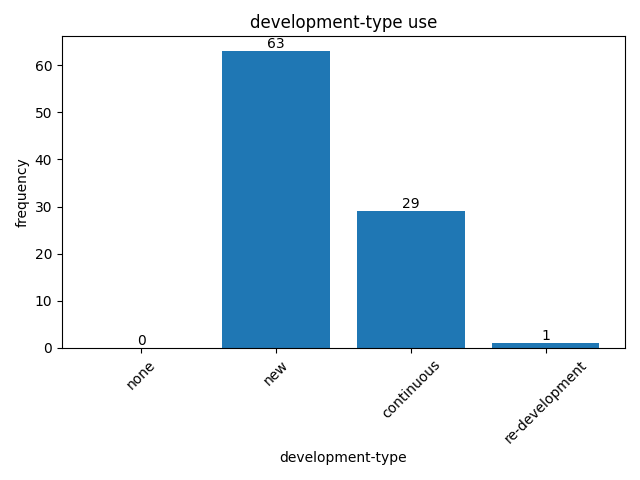 development-type use
63
60
50
40
30
20
10
0
29
0
1
frequency
none
new
continuous
re-development
development-type